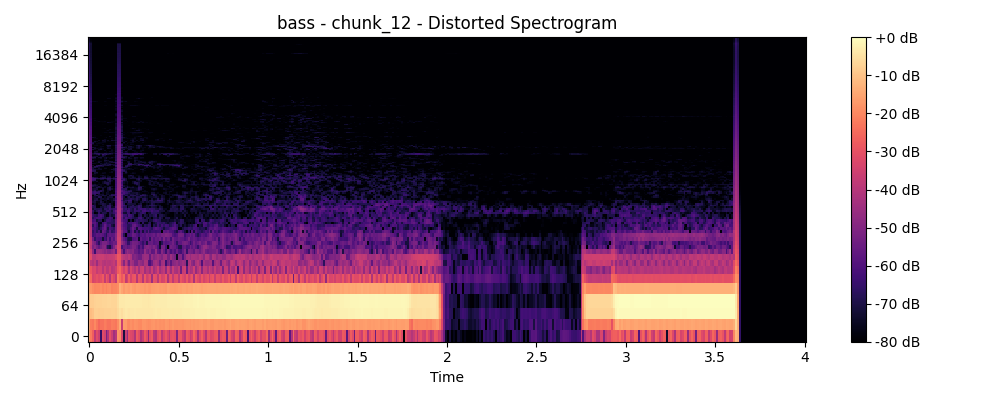 bass - chunk_12 - Distorted Spectrogram
Hz
16384
8192
4096
2048
1024
512
256
128
64
0
0
0.5
1
1.5
2
2.5
3
3.5
4
Time
+0 dB
-10 dB
-20 dB
-30 dB
-40 dB
-50 dB
-60 dB
-70 dB
-80 dB